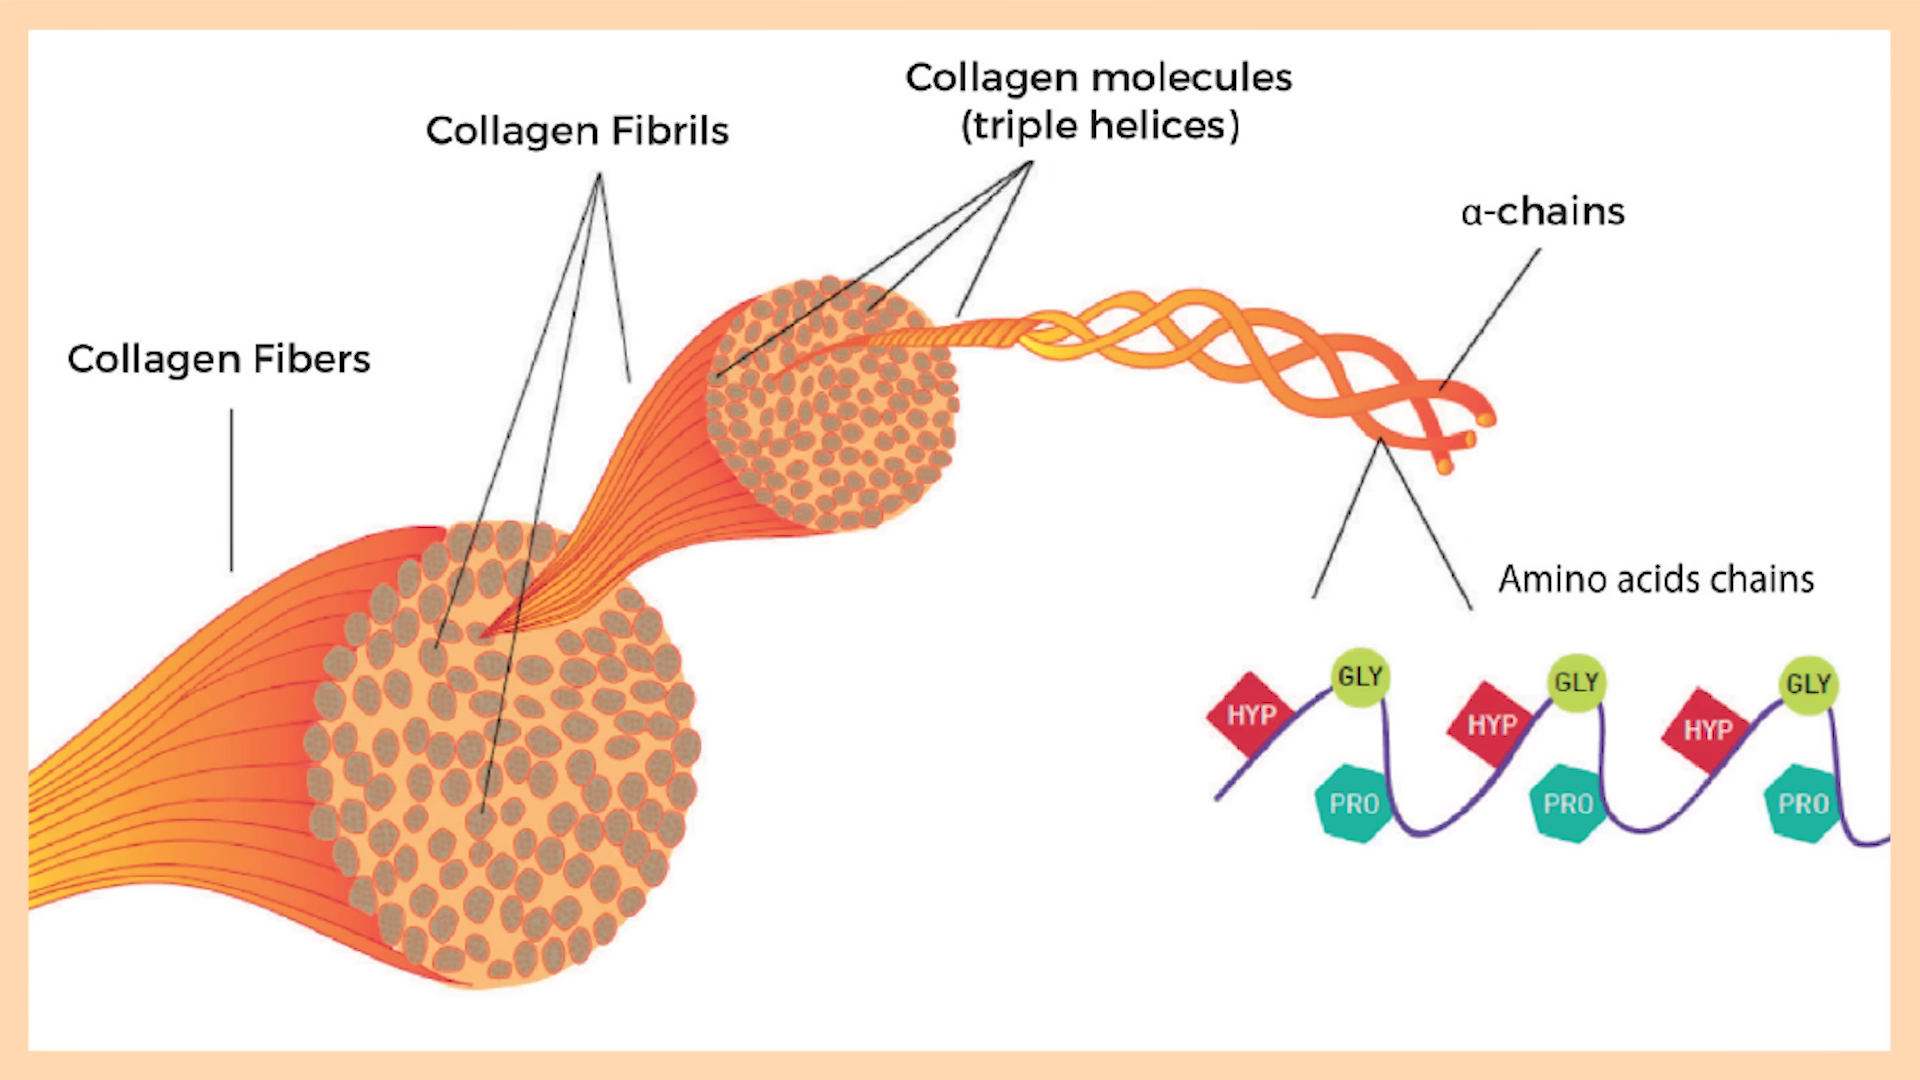 Collagen molecules
(triple helices)
Collagen Fibrils
α-chains
Collagen Fibers
Amino acids chains
HYP
GLY
PRO
HYP
GLY
PRO
HYP
GLY
PRO